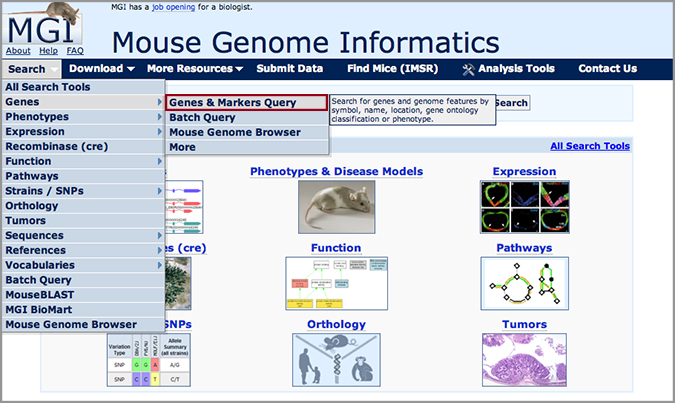 MGI has a job opening for a biologist.
MGI
About Help FAQ
Mouse Genome Informatics
Search Download More Resources Submit Data Find Mice (IMSR) Analysis Tools Contact Us
All Search Tools
Genes
Phenotypes
Expression
Recombinase (cre)
Function
Pathways
Strains / SNPs
Orthology
Tumors
Sequences
References
Vocabularies
Batch Query
MouseBLAST
MGI BioMart
Mouse Genome Browser
Genes & Markers Query
Batch Query
Mouse Genome Browser
More
Search for genes and genome features by
symbol, name, location, gene ontology
classification or phenotype.
Search
All Search Tools
Phenotypes & Disease Models
Expression
(cre)
Function
Pathways
SNPs
Orthology
Tumors
Variation
Type
Allele
Summary
(all strains)
SNP G G A A/G
SNP C C T C/T